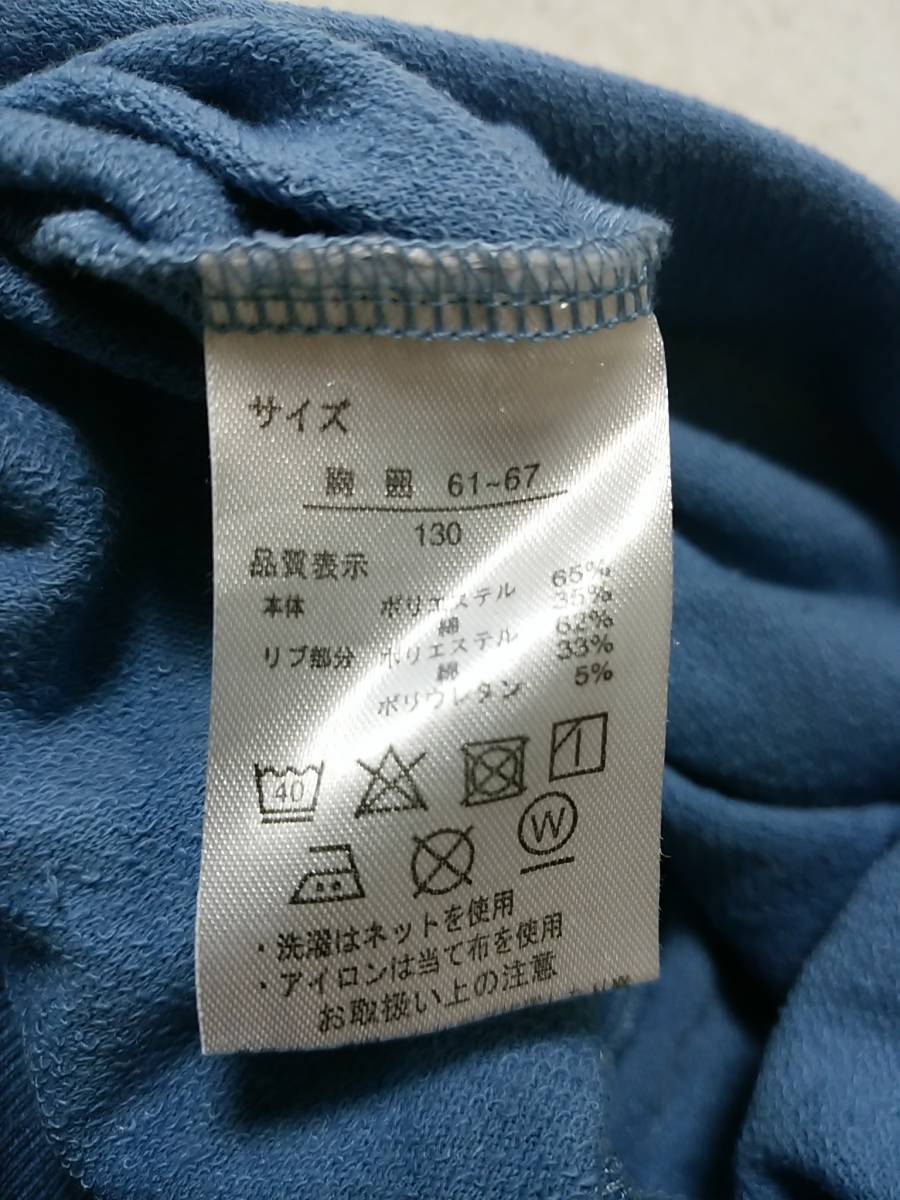 サイズ
胸 囲 61~67
130
品質表示
本体 ポリエステル 65%
綿 35%
リブ部分 ポリエステル 62%
綿 33%
ポリウレタン 5%
40
W
・洗濯はネットを使用
・アイロンは当て布を使用
お取扱い上の注意